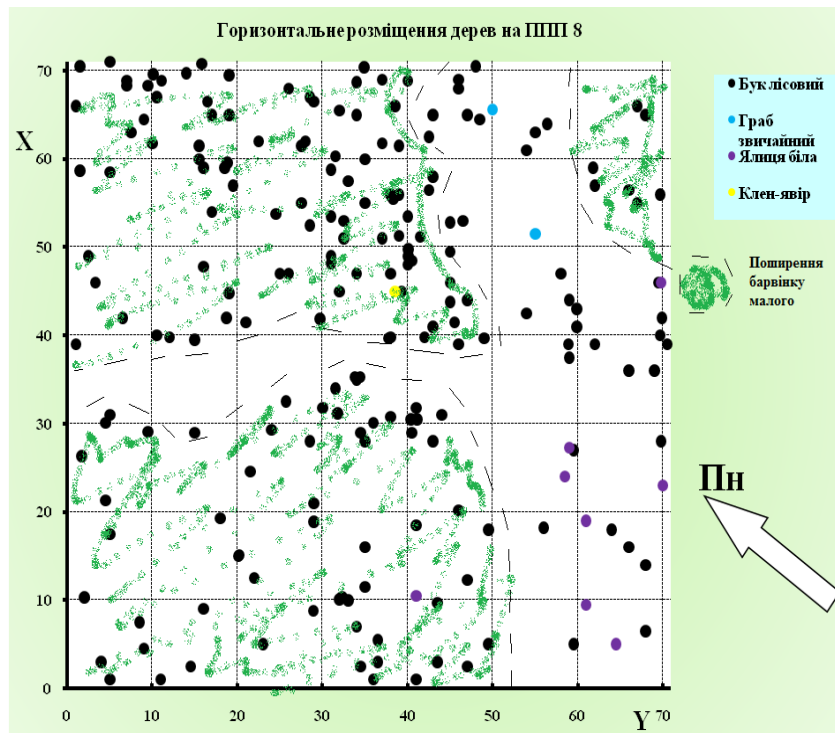 Горизонтальне розміщення дерев на ППП 8
70
60
50
40
30
20
10
0
X
0 10 20 30 40 50 60 70
Y
Бук лісовий
Граб
звичайний
Ялиця біла
Клен-явір
Поширення
барвінку
малого
Пн